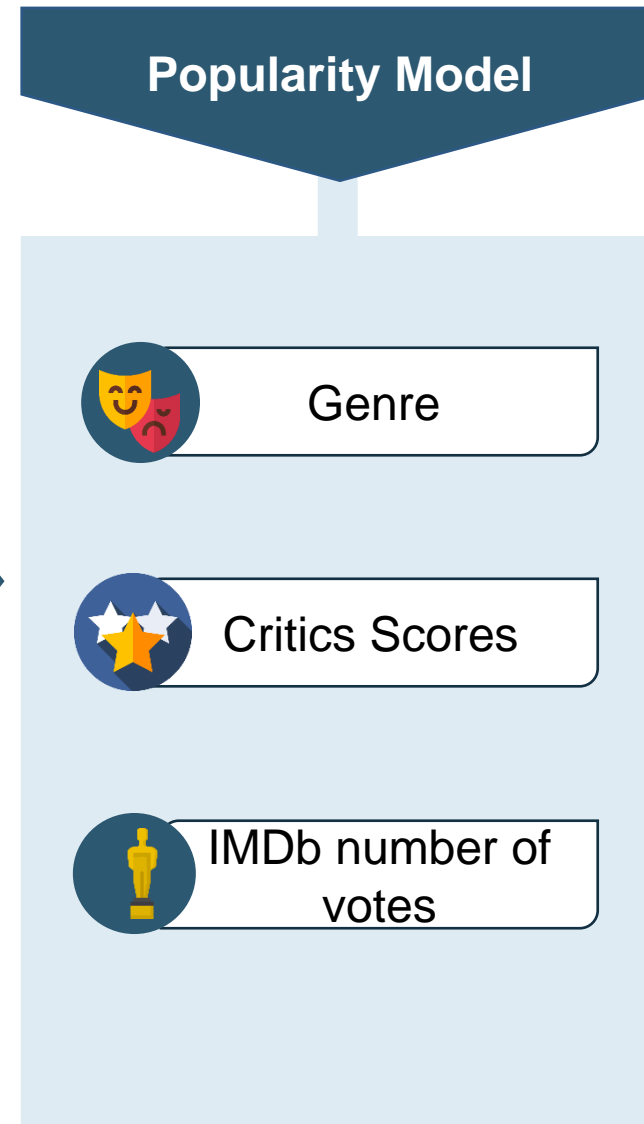 Popularity Model
Genre
Critics Scores
IMDb number of
votes